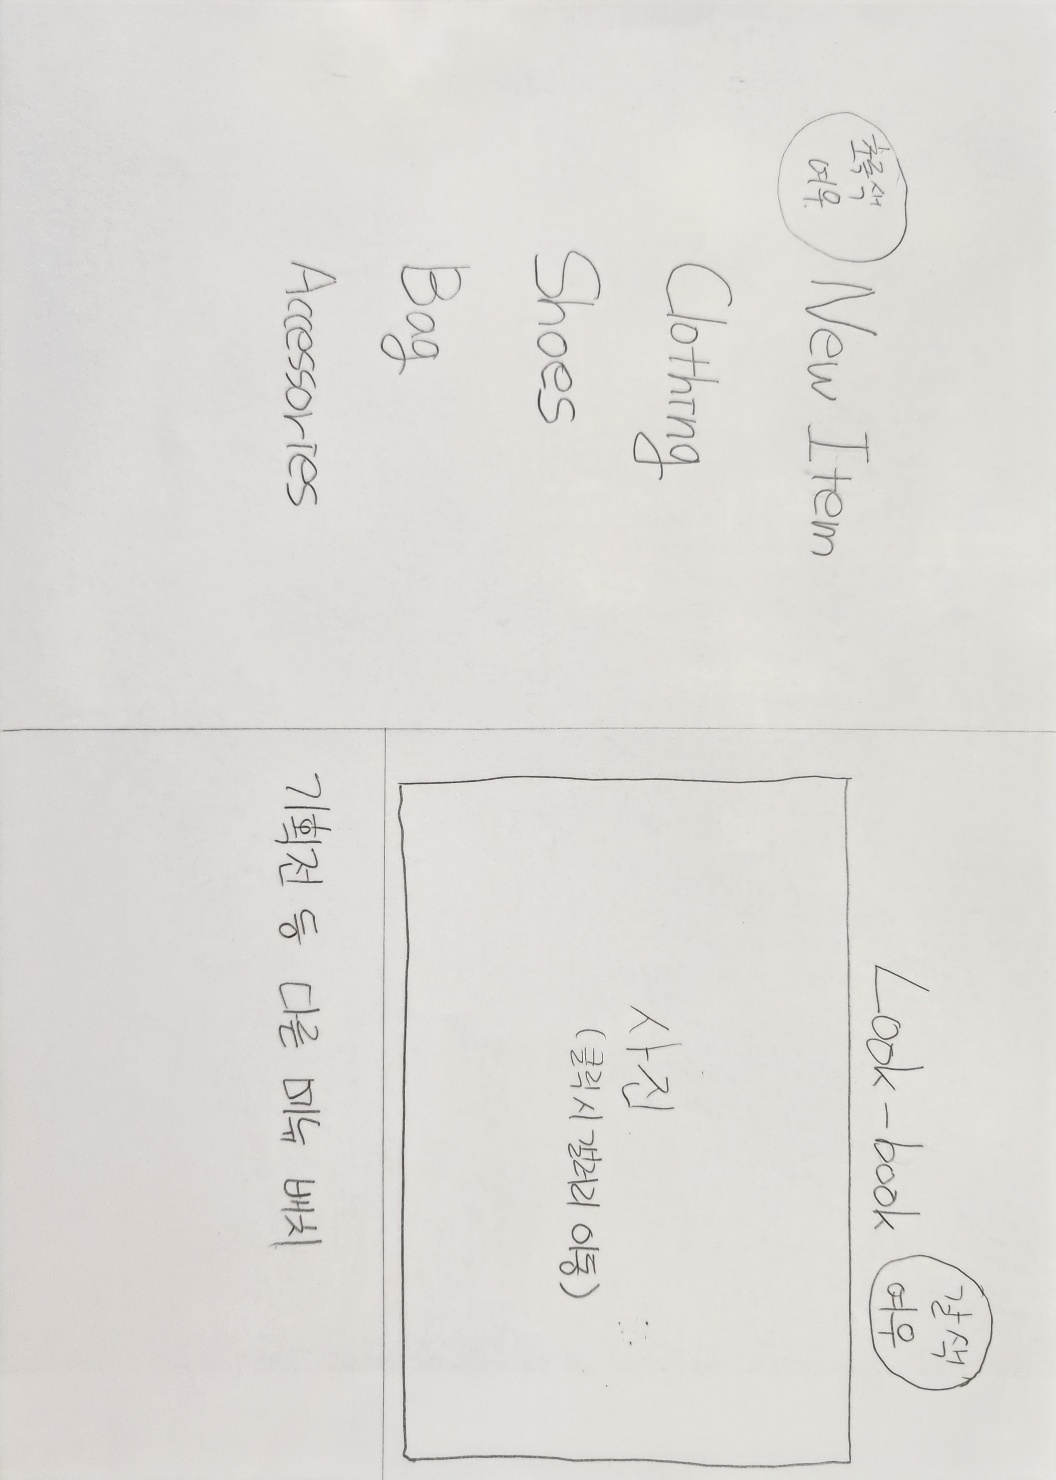 초록색
여우
New Item
Clothing
Shoes
Bag
Accessories
Look-book
갈색
여우
사진
(클릭시 갤러리 이동)
기획전 등 다른 메뉴 배치